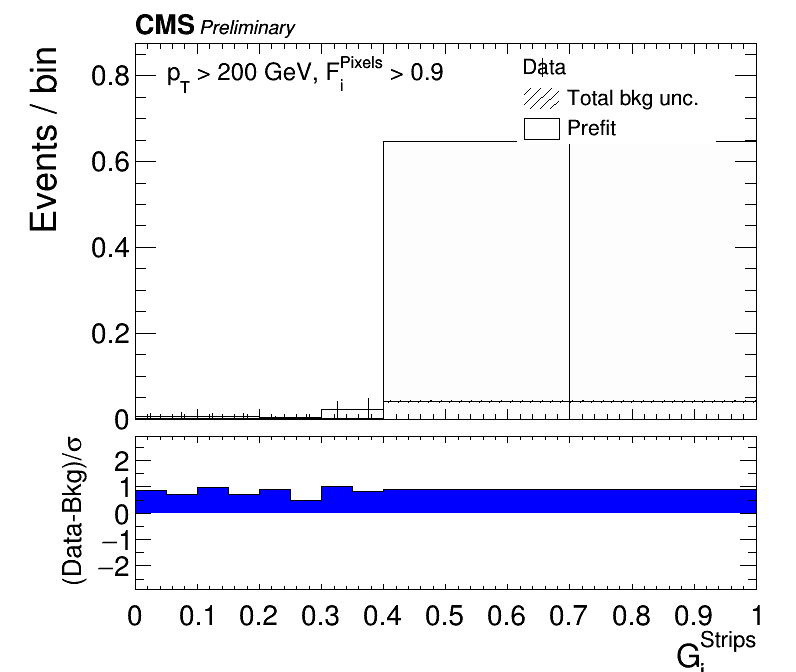 CMS Preliminary
p_T > 200 GeV, F_i^Pixels > 0.9
Data
Total bkg unc.
Prefit
Events / bin
0.8
0.6
0.4
0.2
0
(Data-Bkg)/σ
2
1
0
−1
−2
0 0.1 0.2 0.3 0.4 0.5 0.6 0.7 0.8 0.9 1
G_i^Strips